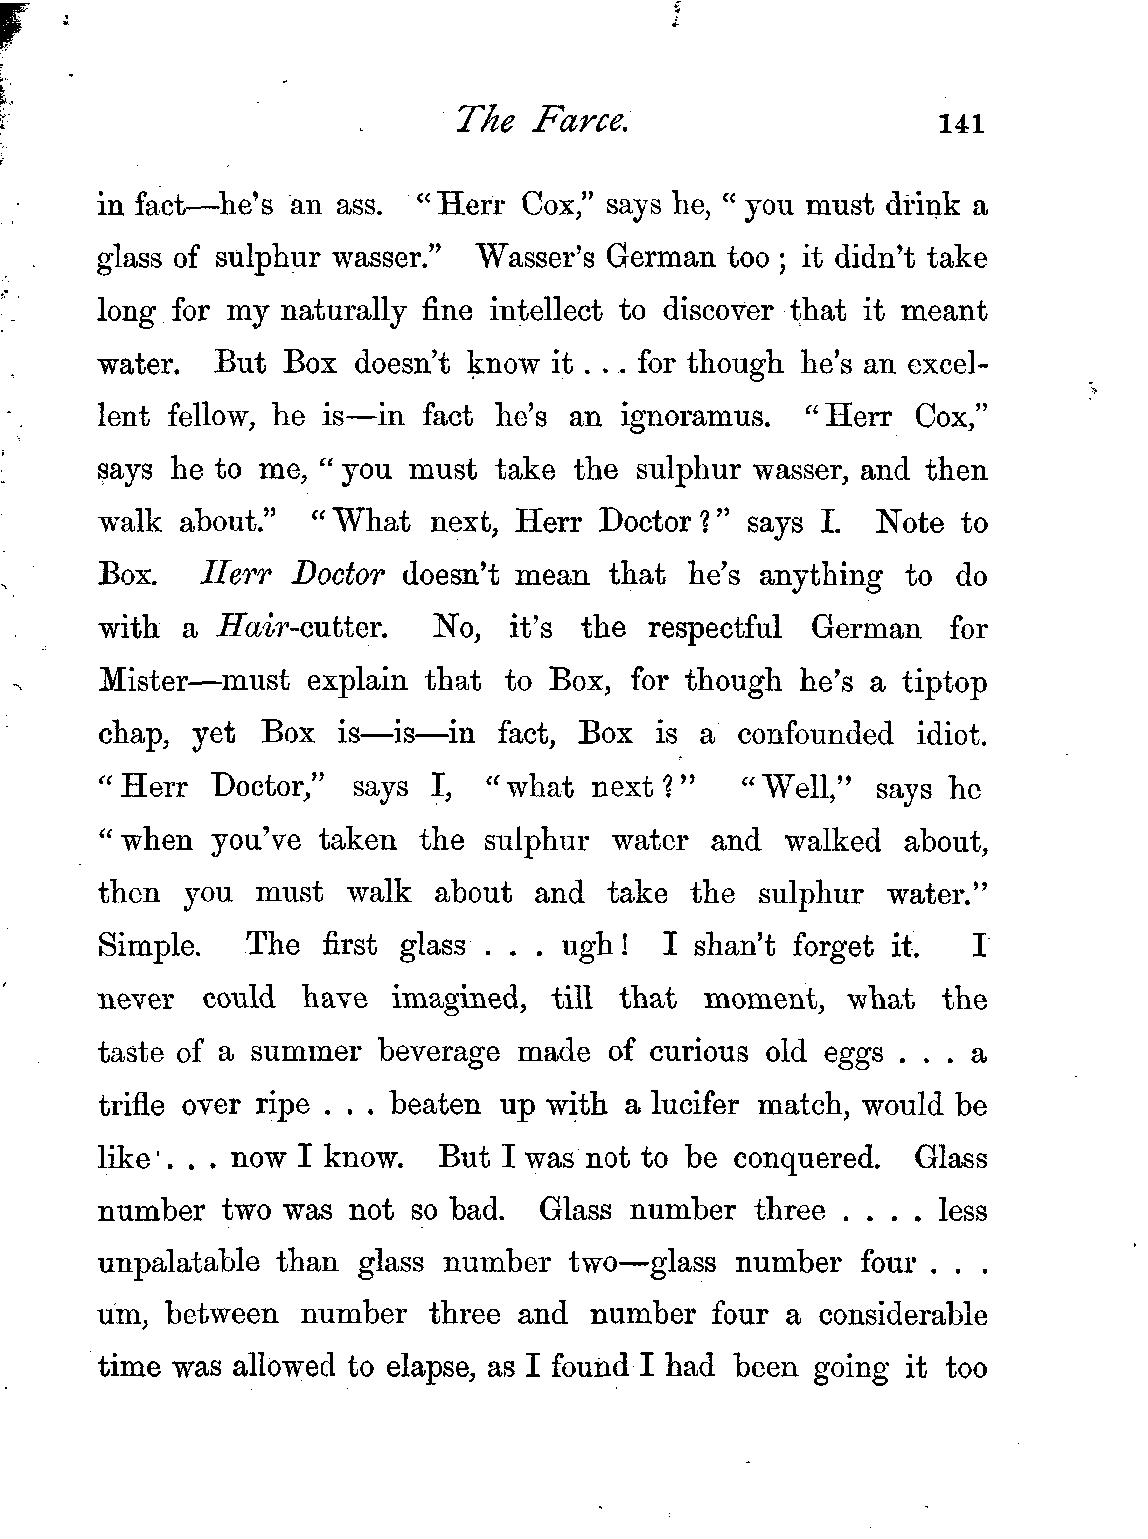 The Farce. 141
in fact—he's an ass. "Herr Cox," says he, "you must drink a
glass of sulphur wasser." Wasser's German too; it didn't take
long for my naturally fine intellect to discover that it meant
water. But Box doesn't know it . . . for though he's an excel-
lent fellow, he is—in fact he's an ignoramus. "Herr Cox,"
says he to me, "you must take the sulphur wasser, and then
walk about." "What next, Herr Doctor?" says I. Note to
Box. Herr Doctor doesn't mean that he's anything to do
with a Hair-cutter. No, it's the respectful German for
Mister—must explain that to Box, for though he's a tiptop
chap, yet Box is—is—in fact, Box is a confounded idiot.
"Herr Doctor," says I, "what next?" "Well," says he
"when you've taken the sulphur water and walked about,
then you must walk about and take the sulphur water."
Simple. The first glass . . . ugh! I shan't forget it. I
never could have imagined, till that moment, what the
taste of a summer beverage made of curious old eggs . . . a
trifle over ripe . . . beaten up with a lucifer match, would be
like . . . now I know. But I was not to be conquered. Glass
number two was not so bad. Glass number three . . . . less
unpalatable than glass number two—glass number four . . .
um, between number three and number four a considerable
time was allowed to elapse, as I found I had been going it too